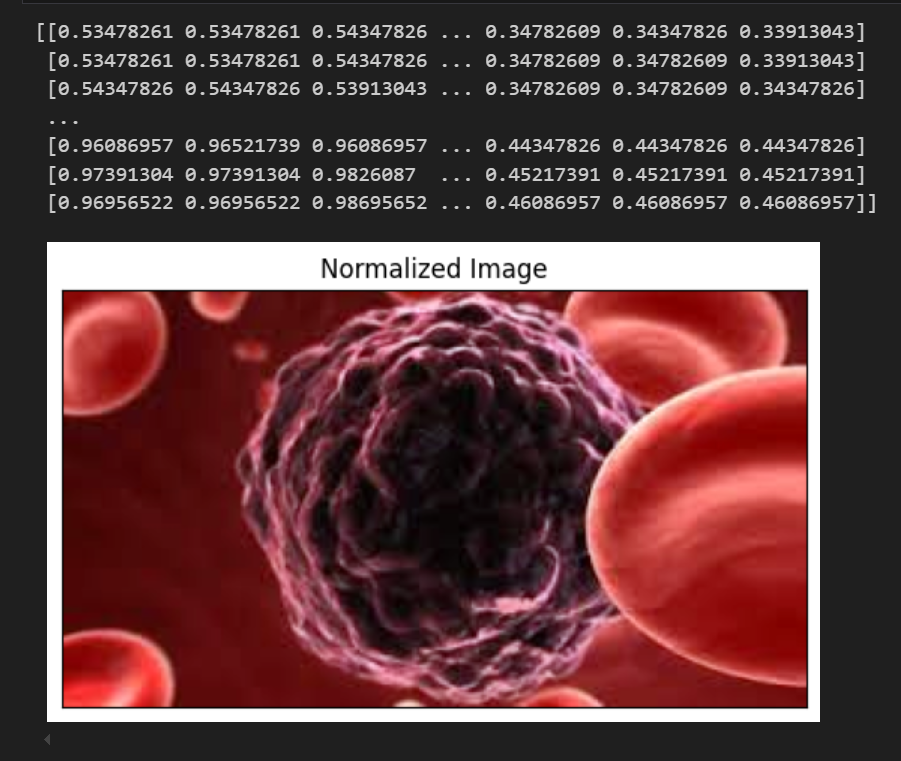 [[0.53478261 0.53478261 0.54347826 ... 0.34782609 0.34347826 0.33913043]
[0.53478261 0.53478261 0.54347826 ... 0.34782609 0.34782609 0.33913043]
[0.54347826 0.54347826 0.53913043 ... 0.34782609 0.34782609 0.34347826]
...
[0.96086957 0.96521739 0.96086957 ... 0.44347826 0.44347826 0.44347826]
[0.97391304 0.97391304 0.9826087  ... 0.45217391 0.45217391 0.45217391]
[0.96956522 0.96956522 0.98695652 ... 0.46086957 0.46086957 0.46086957]]
Normalized Image